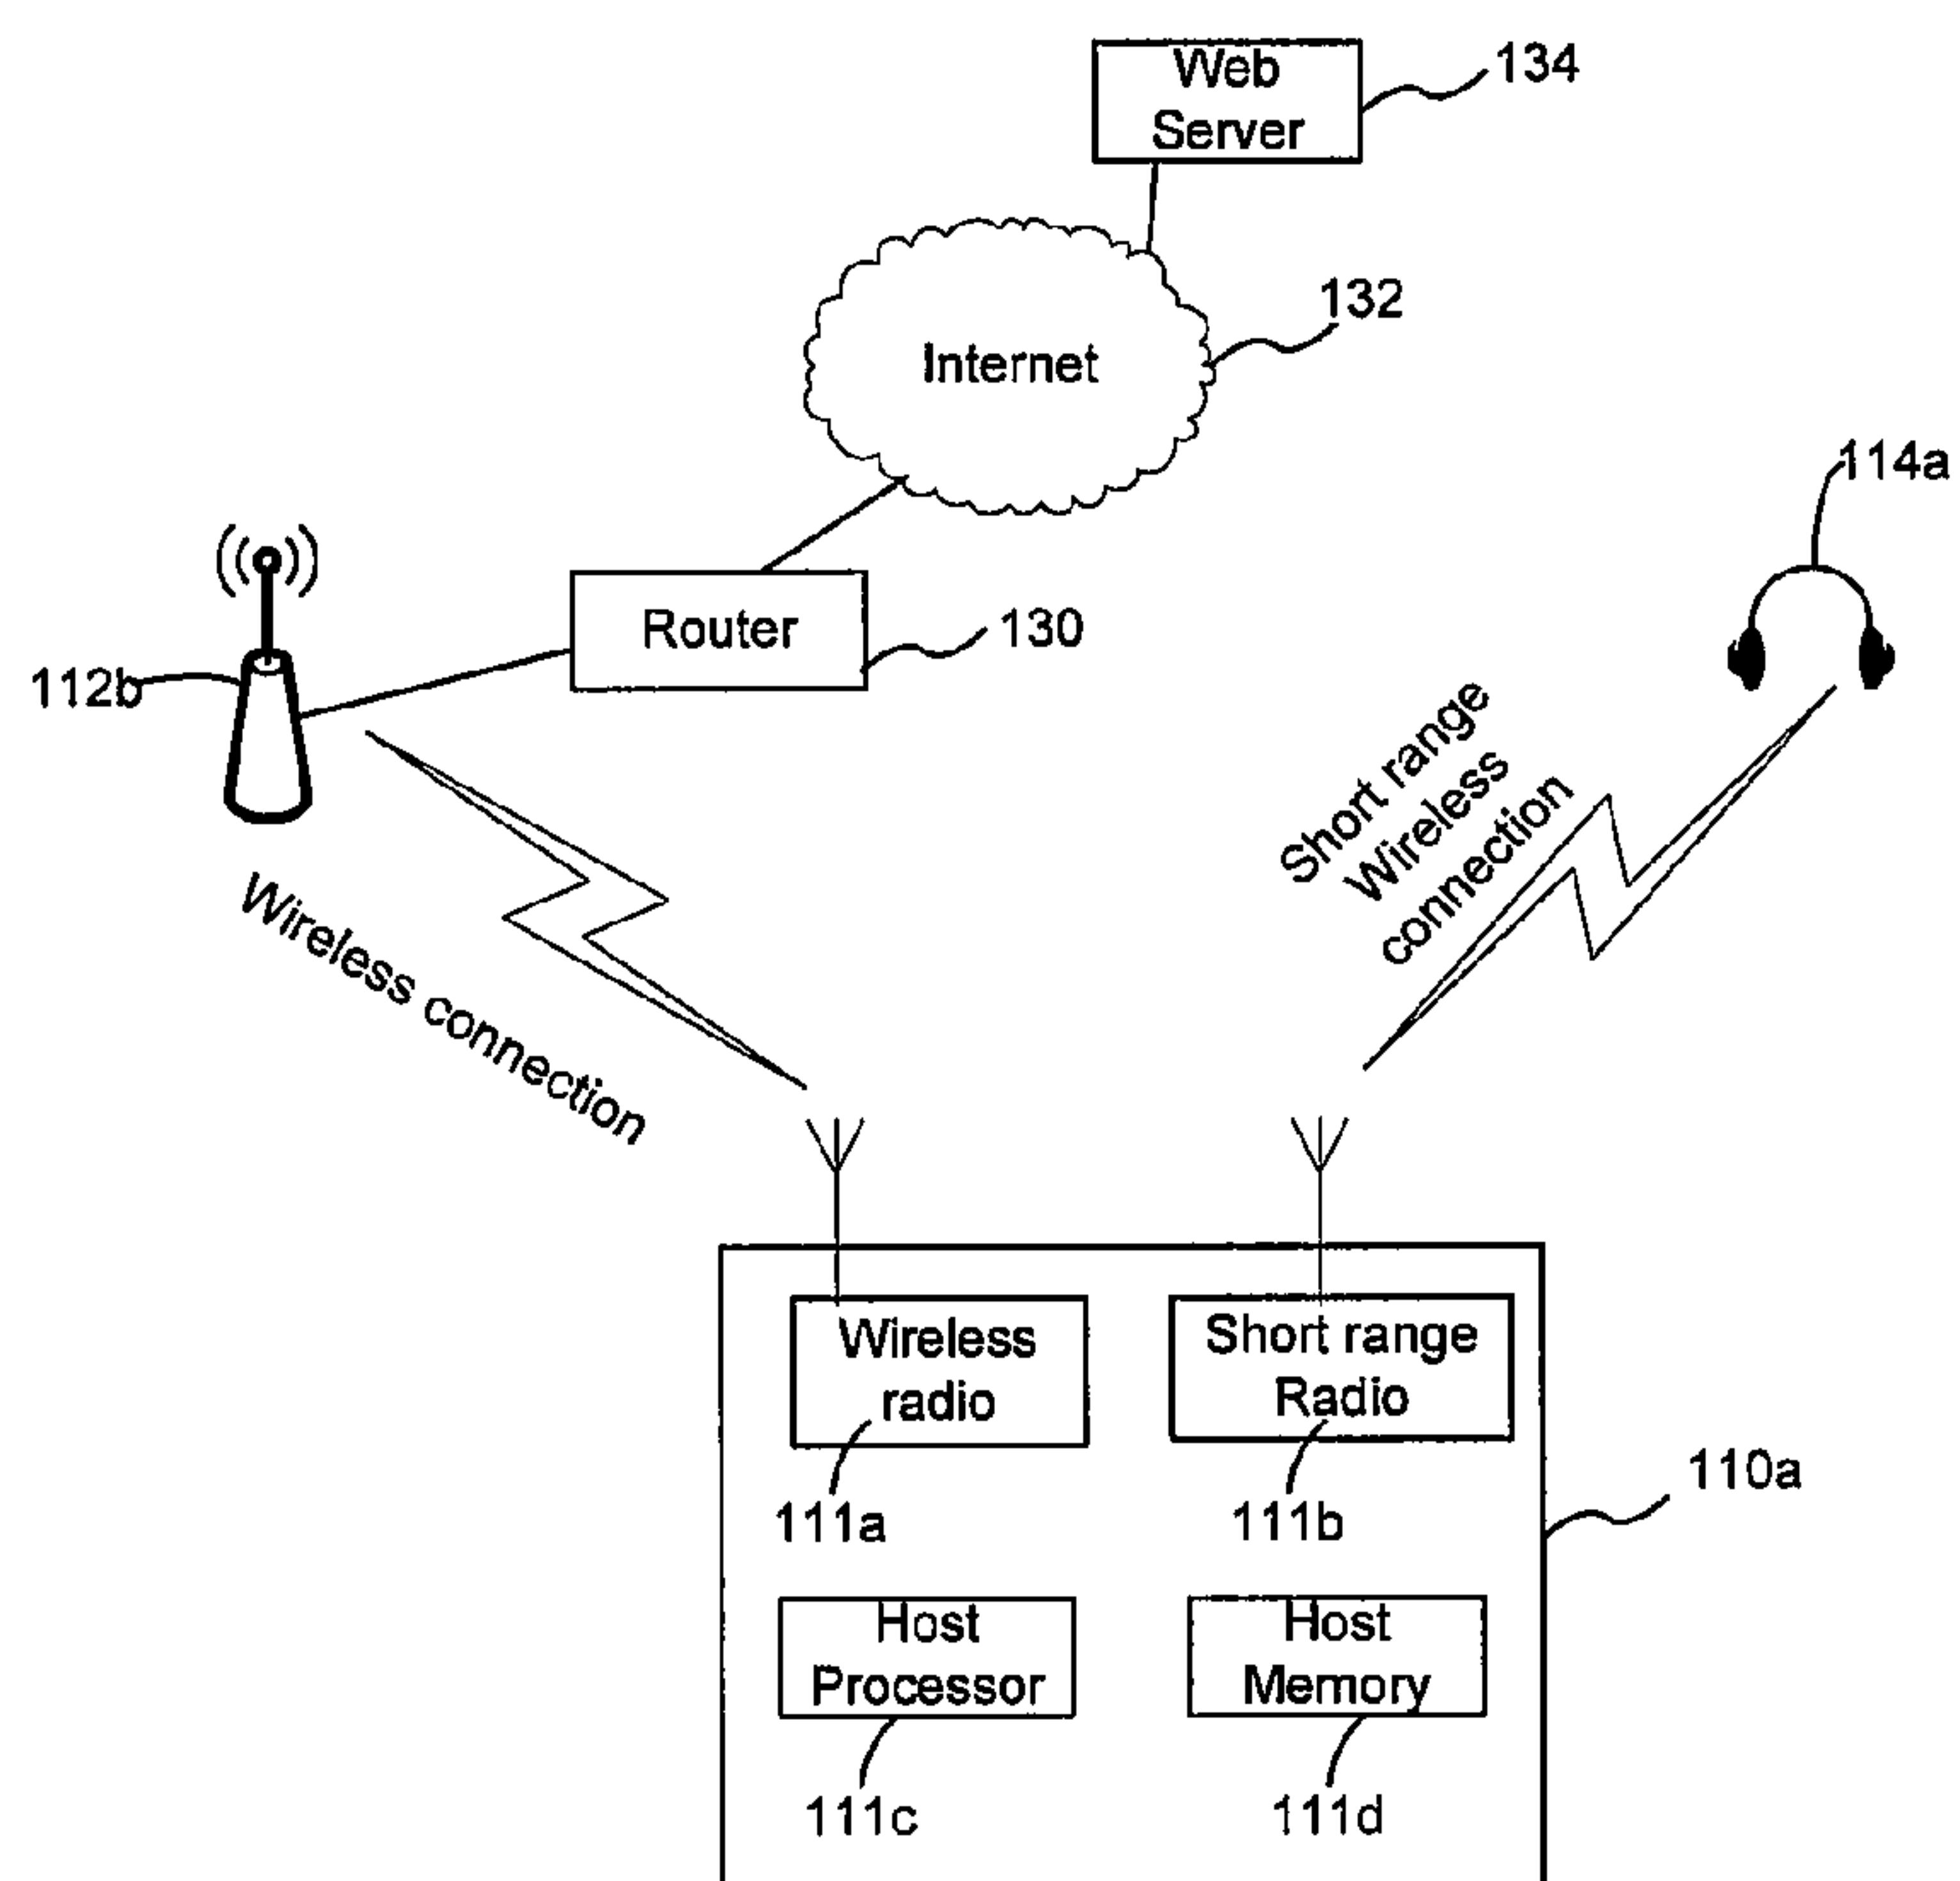 Web
Server
134
132
Internet
114a
Router
130
112b
Short range
Wireless
connection
Wireless connection
Wireless
radio
Short range
Radio
110a
111a
111b
Host
Processor
Host
Memory
111c
111d